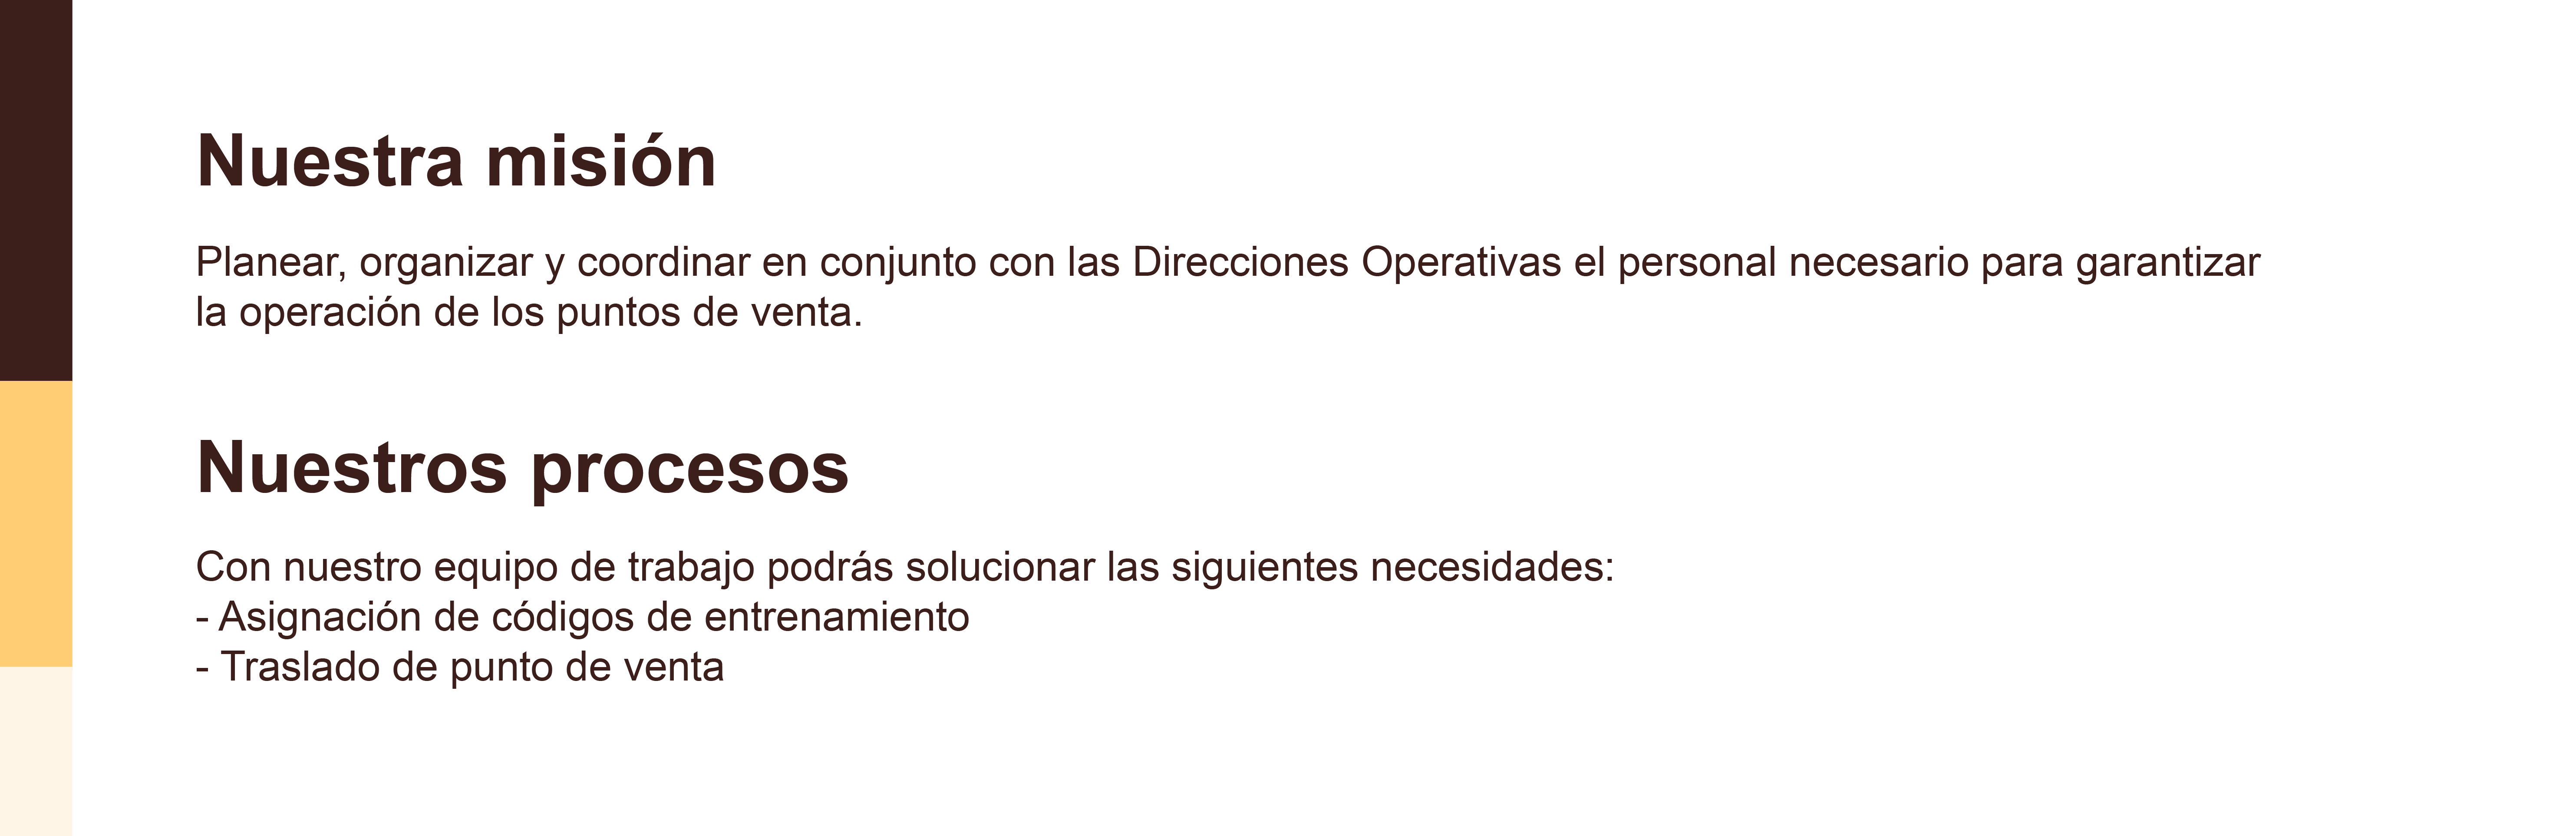 Nuestra misión
Planear, organizar y coordinar en conjunto con las Direcciones Operativas el personal necesario para garantizar
la operación de los puntos de venta.
Nuestros procesos
Con nuestro equipo de trabajo podrás solucionar las siguientes necesidades:
- Asignación de códigos de entrenamiento
- Traslado de punto de venta